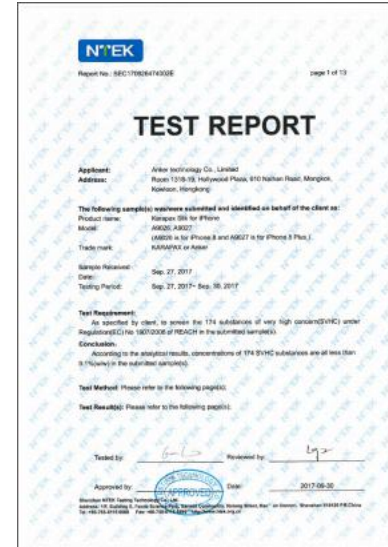 NTEK
Report No.: SEC170926474002E page 1 of 13
TEST REPORT
Applicant: Anker technology Co., Limited
Address: Room 1318-19, Hollywood Plaza, 610 Nathan Road, Mongkok,
Kowloon, Hongkong
The following sample(s) was/were submitted and identified on behalf of the client as:
Product name: Karapax Silk for iPhone
Model: A9026, A9027
(A9026 is for iPhone 8 and A9027 is for iPhone 8 Plus.)
Trade mark: KARAPAX or Anker
Sample Received
Date: Sep. 27, 2017
Testing Period: Sep. 27, 2017~ Sep. 30, 2017
Test Requirement:
As specified by client, to screen the 174 substances of very high concern(SVHC) under
Regulation(EC) No 1907/2006 of REACH in the submitted sample(s).
Conclusion:
According to the analytical results, concentrations of 174 SVHC substances are all less than
0.1%(w/w) in the submitted sample(s).
Test Method: Please refer to the following page(s).
Test Result(s): Please refer to the following page(s).
Tested by: Reviewed by:
Approved by: APPROVED Date: 2017-09-30
Shenzhen NTEK Testing Technology Co., Ltd.